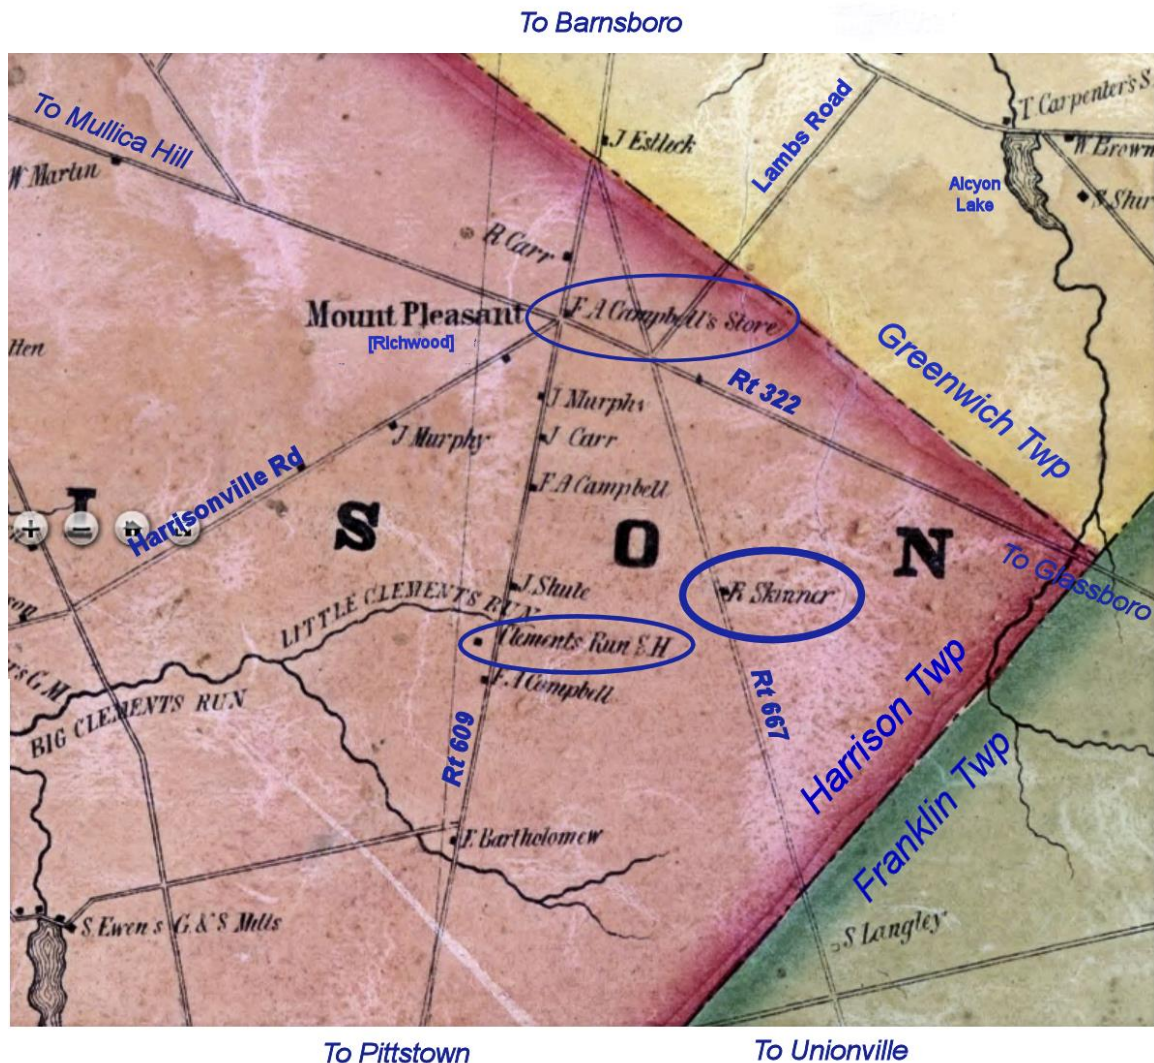 To Barnsboro
To Mullica Hill
W Martin
J Estleck
Lambs Road
T. Carpenter's S.
W Brown
Alcyon
Lake
S. Shir
R Carr
Mount Pleasant
[Richwood]
F. A Campbell's Store
Greenwich Twp
Rt 322
J Murphy
J Murphy
J Carr
Harrisonville Rd
F. A Campbell
S O N
To Glassboro
J. Shute
R Skinner
LITTLE CLEMENTS RUN
Clements Run S.H
F. A Campbell
BIG CLEMENTS RUN
Rt 609
Rt 667
Harrison Twp
Franklin Twp
F. Bartholomew
S. Ewen's G. & S Mills
S Langley
To Pittstown
To Unionville